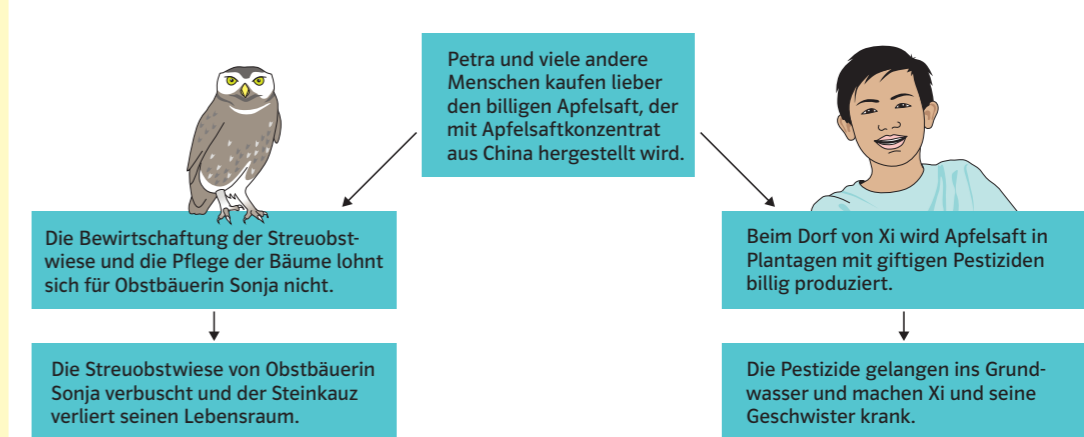 Petra und viele andere
Menschen kaufen lieber
den billigen Apfelsaft, der
mit Apfelsaftkonzentrat
aus China hergestellt wird.
Die Bewirtschaftung der Streuobst-
wiese und die Pflege der Bäume lohnt
sich für Obstbäuerin Sonja nicht.
Beim Dorf von Xi wird Apfelsaft in
Plantagen mit giftigen Pestiziden
billig produziert.
Die Streuobstwiese von Obstbäuerin
Sonja verbuscht und der Steinkauz
verliert seinen Lebensraum.
Die Pestizide gelangen ins Grund-
wasser und machen Xi und seine
Geschwister krank.